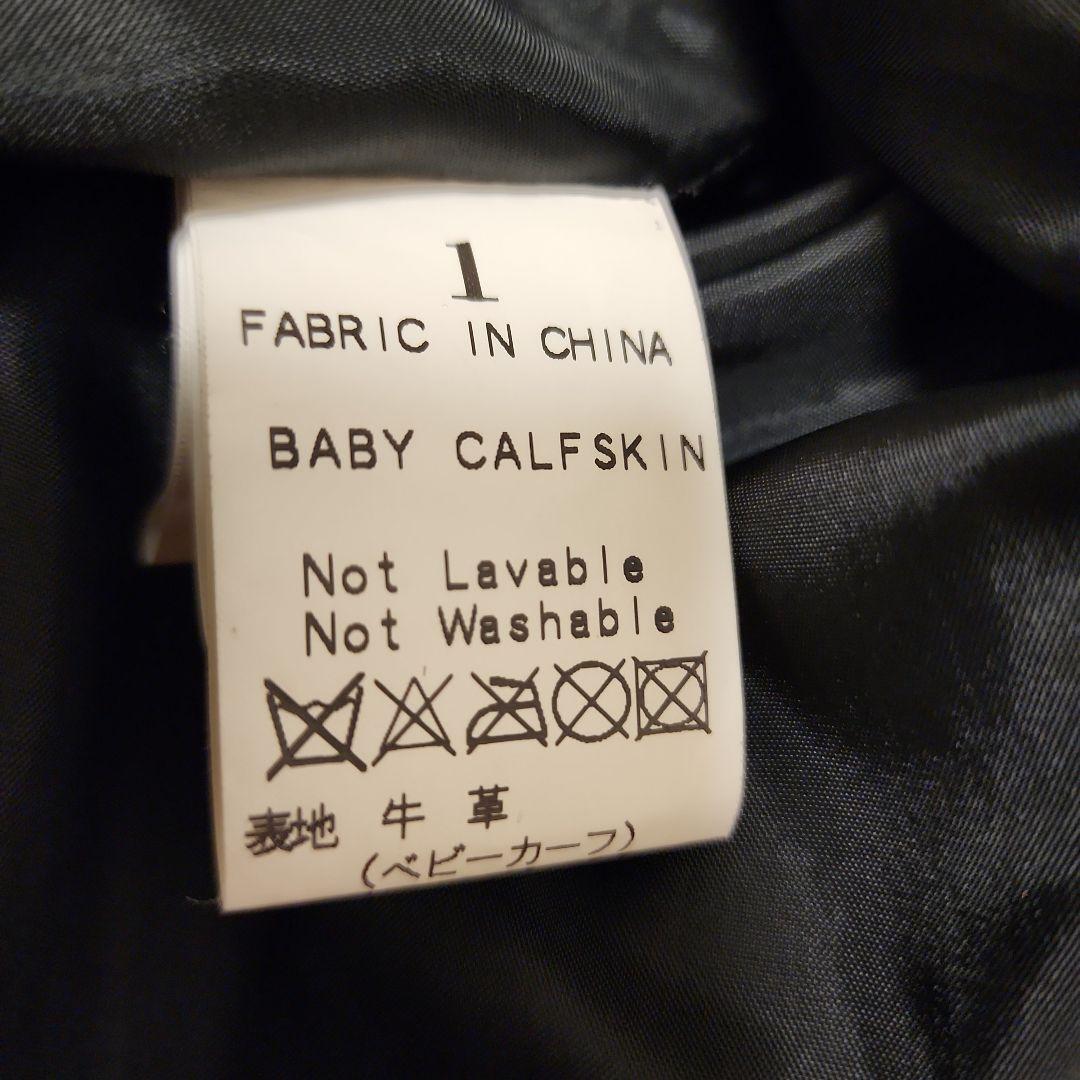 1
FABRIC IN CHINA
BABY CALFSKIN
Not Lavable
Not Washable
表地 牛 革
(ベビーカーフ)